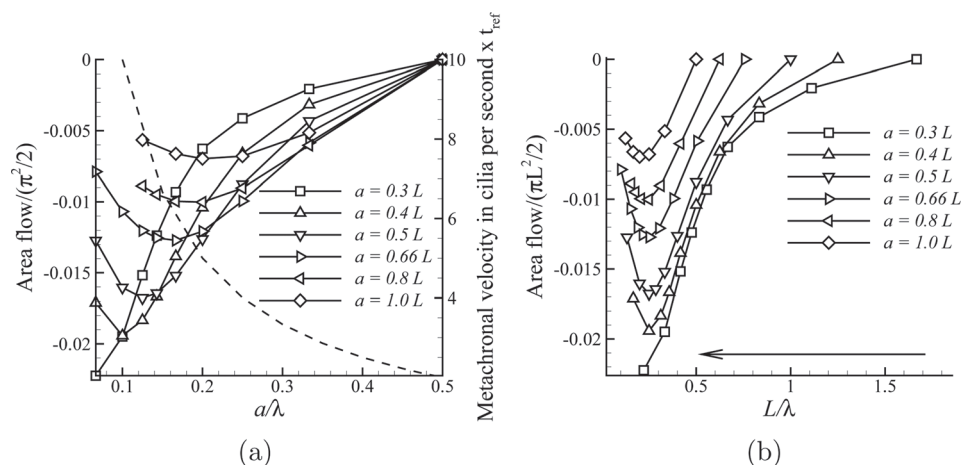 0
-0.005
-0.01
-0.015
-0.02
Area flow/(π²/2)
0.1
0.2
0.3
0.4
0.5
a/λ
10
8
6
4
Metachronal velocity in cilia per second x t_ref
a = 0.3 L
a = 0.4 L
a = 0.5 L
a = 0.66 L
a = 0.8 L
a = 1.0 L
(a)
0
-0.005
-0.01
-0.015
-0.02
Area flow/(πL²/2)
0.5
1
1.5
L/λ
a = 0.3 L
a = 0.4 L
a = 0.5 L
a = 0.66 L
a = 0.8 L
a = 1.0 L
(b)